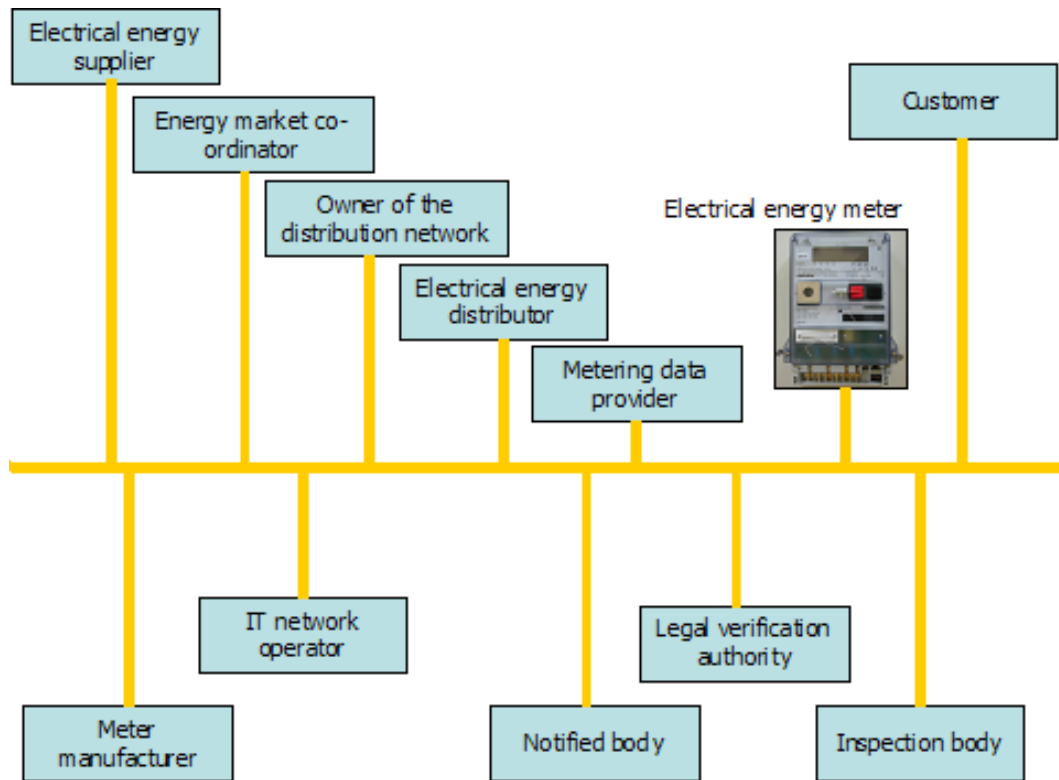 Electrical energy
supplier
Energy market co-
ordinator
Customer
Owner of the
distribution network
Electrical energy meter
Electrical energy
distributor
Metering data
provider
IT network
operator
Legal verification
authority
Meter
manufacturer
Notified body
Inspection body